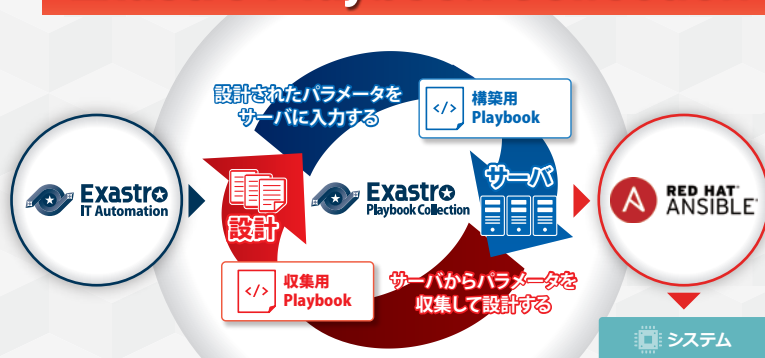 設計されたパラメータを
サーバに入力する
</>
構築用
Playbook
Exastro
IT Automation
設計
Exastro
Playbook Collection
サーバ
RED HAT®
ANSIBLE®
</>
収集用
Playbook
サーバからパラメータを
収集して設計する
システム